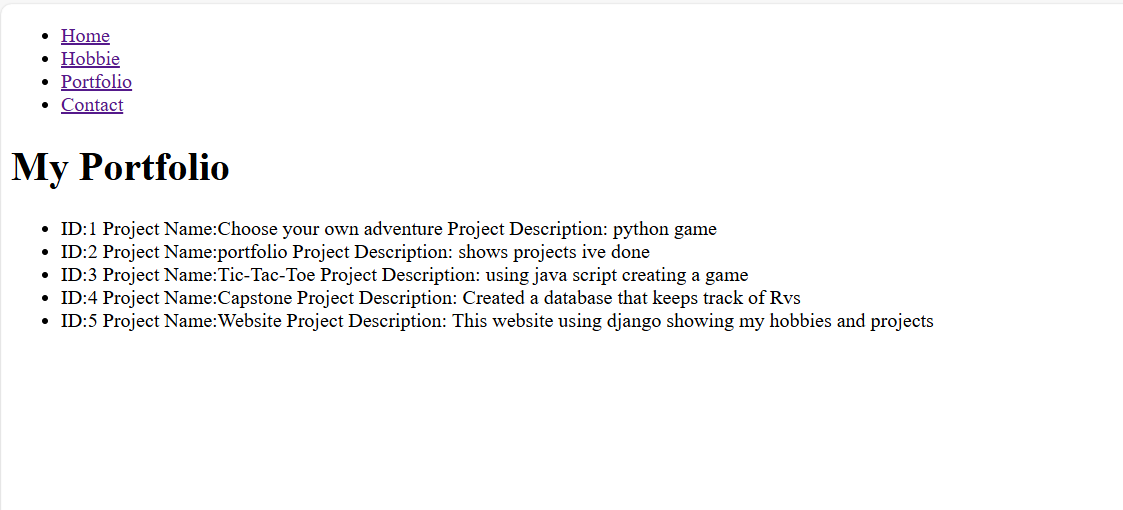 Home
Hobbie
Portfolio
Contact
My Portfolio
ID:1 Project Name:Choose your own adventure Project Description: python game
ID:2 Project Name:portfolio Project Description: shows projects ive done
ID:3 Project Name:Tic-Tac-Toe Project Description: using java script creating a game
ID:4 Project Name:Capstone Project Description: Created a database that keeps track of Rvs
ID:5 Project Name:Website Project Description: This website using django showing my hobbies and projects